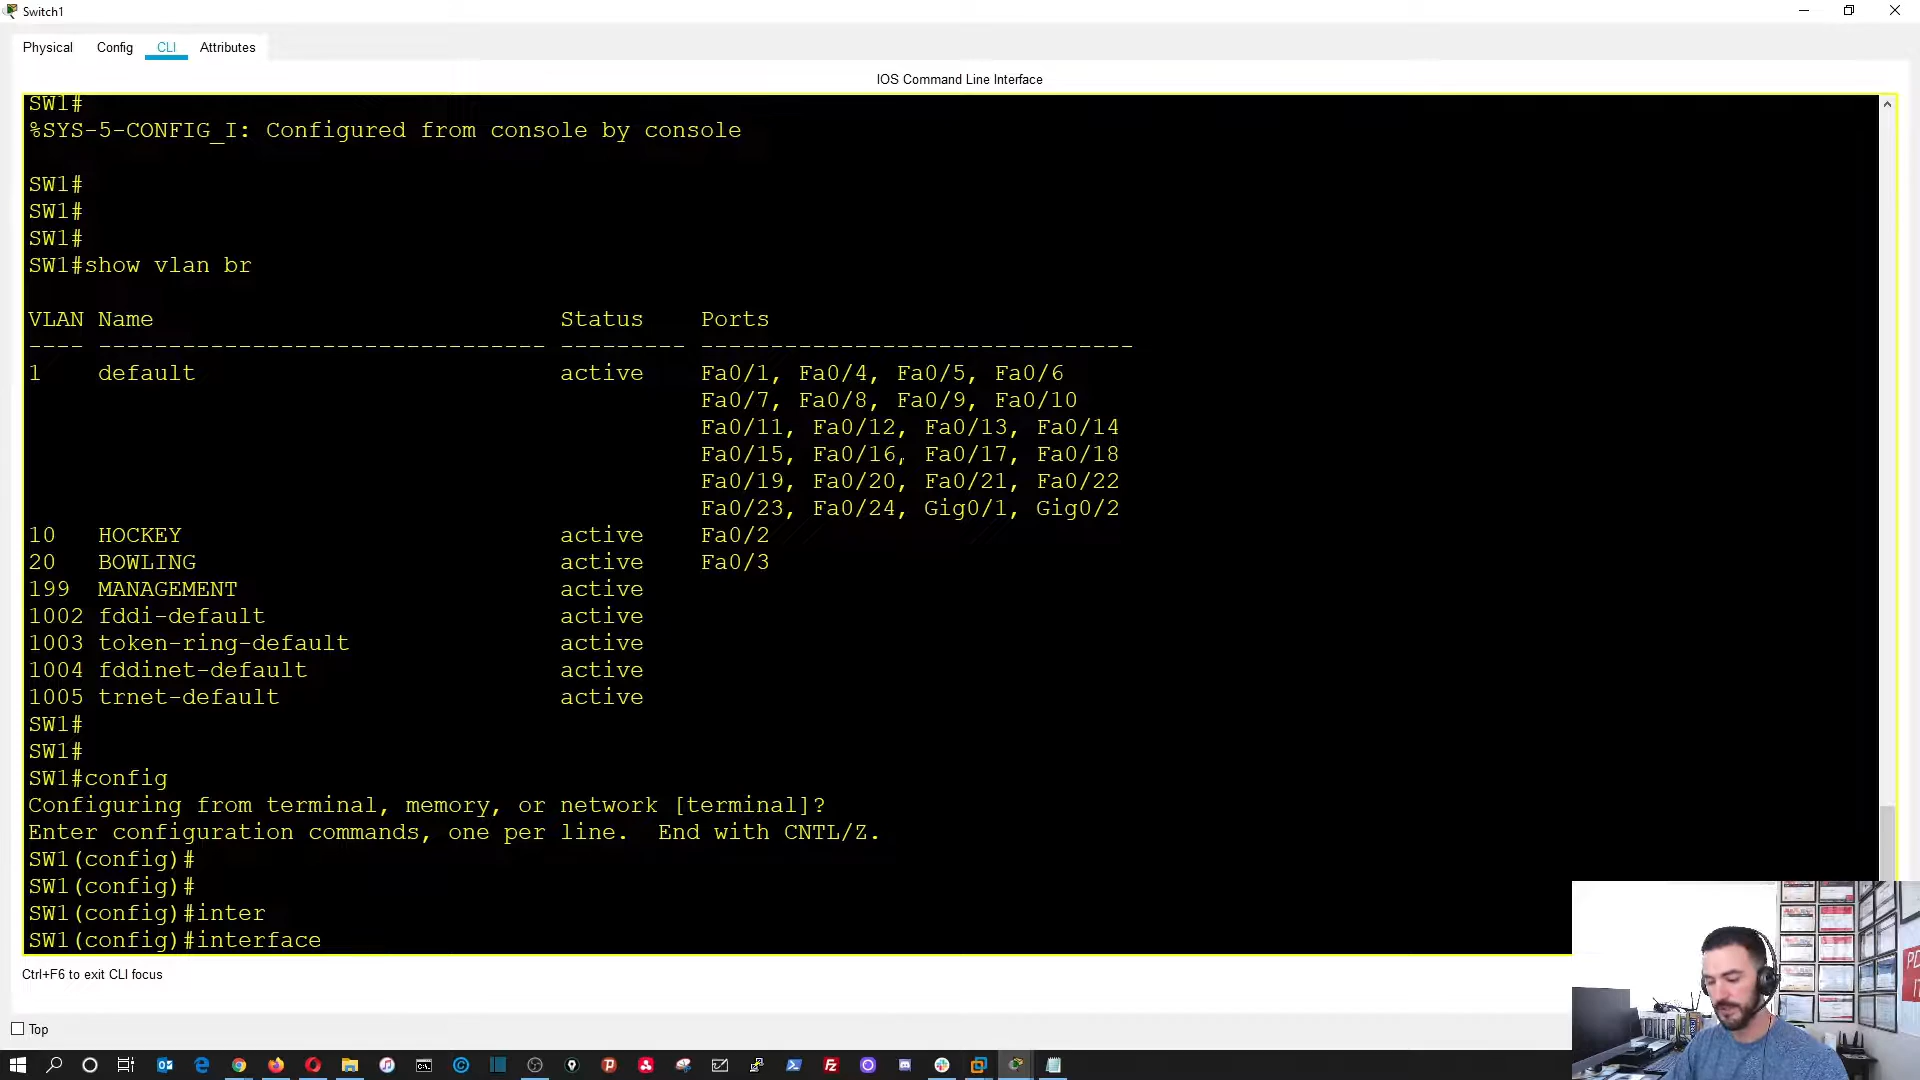 Switch1
Physical Config CLI Attributes
IOS Command Line Interface
SW1#
%SYS-5-CONFIG_I: Configured from console by console
SW1#
SW1#
SW1#
SW1#show vlan br
VLAN Name Status Ports
---- -------------------------------- --------- -------------------------------
1 default active Fa0/1, Fa0/4, Fa0/5, Fa0/6
Fa0/7, Fa0/8, Fa0/9, Fa0/10
Fa0/11, Fa0/12, Fa0/13, Fa0/14
Fa0/15, Fa0/16, Fa0/17, Fa0/18
Fa0/19, Fa0/20, Fa0/21, Fa0/22
Fa0/23, Fa0/24, Gig0/1, Gig0/2
10 HOCKEY active Fa0/2
20 BOWLING active Fa0/3
199 MANAGEMENT active
1002 fddi-default active
1003 token-ring-default active
1004 fddinet-default active
1005 trnet-default active
SW1#
SW1#
SW1#config
Configuring from terminal, memory, or network [terminal]?
Enter configuration commands, one per line. End with CNTL/Z.
SW1(config)#
SW1(config)#
SW1(config)#inter
SW1(config)#interface
Ctrl+F6 to exit CLI focus
Top